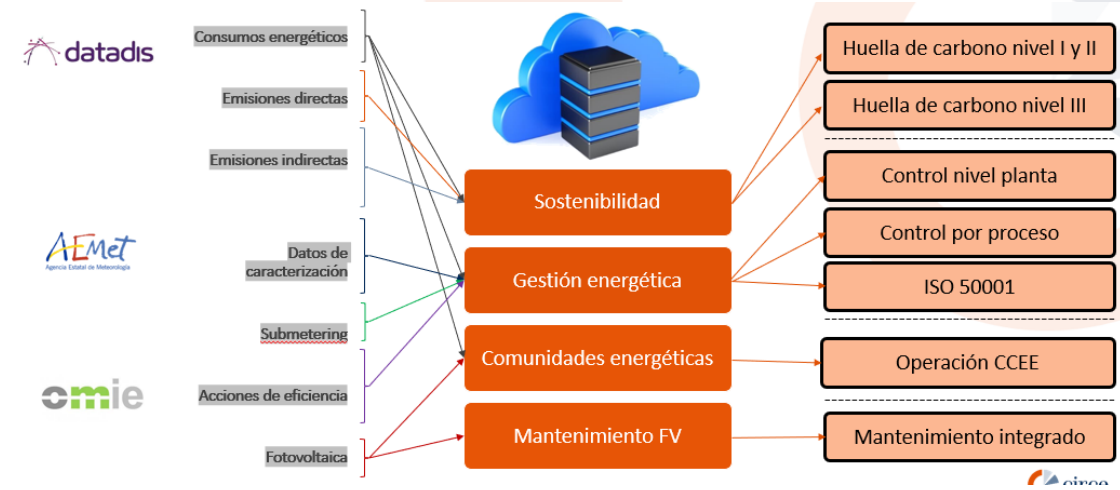 datadis
Consumos energéticos
Emisiones directas
Emisiones indirectas
AEMet
Agencia Estatal de Meteorología
Datos de
caracterización
Submetering
omie
Acciones de eficiencia
Fotovoltaica
Sostenibilidad
Gestión energética
Comunidades energéticas
Mantenimiento FV
Huella de carbono nivel I y II
Huella de carbono nivel III
Control nivel planta
Control por proceso
ISO 50001
Operación CCEE
Mantenimiento integrado
circe